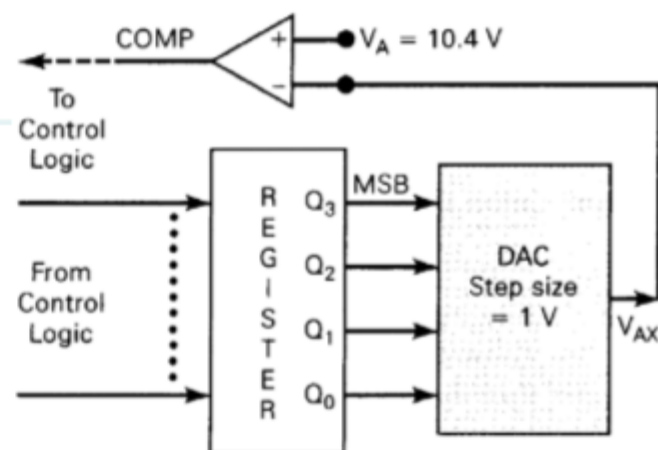 COMP
+
V_A = 10.4 V
−
To
Control
Logic
From
Control
Logic
REGISTER
Q₃
Q₂
Q₁
Q₀
MSB
DAC
Step size
= 1 V
V_AX